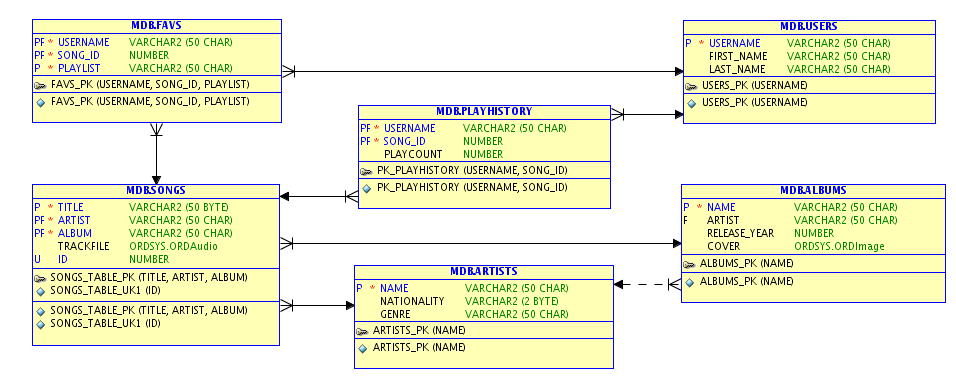 MDB.FAVS
PF * USERNAME VARCHAR2 (50 CHAR)
PF * SONG_ID NUMBER
P * PLAYLIST VARCHAR2 (50 CHAR)
FAVS_PK (USERNAME, SONG_ID, PLAYLIST)
FAVS_PK (USERNAME, SONG_ID, PLAYLIST)
MDB.USERS
P * USERNAME VARCHAR2 (50 CHAR)
FIRST_NAME VARCHAR2 (50 CHAR)
LAST_NAME VARCHAR2 (50 CHAR)
USERS_PK (USERNAME)
USERS_PK (USERNAME)
MDB.PLAYHISTORY
PF * USERNAME VARCHAR2 (50 CHAR)
PF * SONG_ID NUMBER
PLAYCOUNT NUMBER
PK_PLAYHISTORY (USERNAME, SONG_ID)
PK_PLAYHISTORY (USERNAME, SONG_ID)
MDB.SONGS
P * TITLE VARCHAR2 (50 BYTE)
PF * ARTIST VARCHAR2 (50 CHAR)
PF * ALBUM VARCHAR2 (50 CHAR)
TRACKFILE ORDSYS.ORDAudio
U ID NUMBER
SONGS_TABLE_PK (TITLE, ARTIST, ALBUM)
SONGS_TABLE_UK1 (ID)
SONGS_TABLE_PK (TITLE, ARTIST, ALBUM)
SONGS_TABLE_UK1 (ID)
MDB.ALBUMS
P * NAME VARCHAR2 (50 CHAR)
F ARTIST VARCHAR2 (50 CHAR)
RELEASE_YEAR NUMBER
COVER ORDSYS.ORDImage
ALBUMS_PK (NAME)
ALBUMS_PK (NAME)
MDB.ARTISTS
P * NAME VARCHAR2 (50 CHAR)
NATIONALITY VARCHAR2 (2 BYTE)
GENRE VARCHAR2 (50 CHAR)
ARTISTS_PK (NAME)
ARTISTS_PK (NAME)